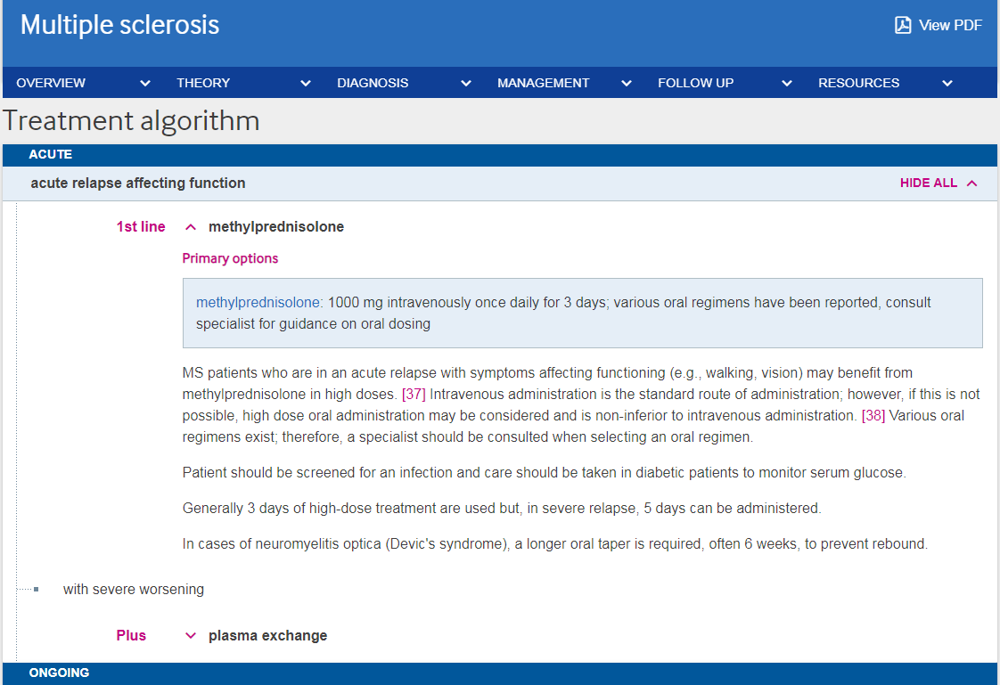 Multiple sclerosis
View PDF
OVERVIEW
THEORY
DIAGNOSIS
MANAGEMENT
FOLLOW UP
RESOURCES
Treatment algorithm
ACUTE
acute relapse affecting function
HIDE ALL
1st line
methylprednisolone
Primary options
methylprednisolone: 1000 mg intravenously once daily for 3 days; various oral regimens have been reported, consult
specialist for guidance on oral dosing
MS patients who are in an acute relapse with symptoms affecting functioning (e.g., walking, vision) may benefit from
methylprednisolone in high doses. [37] Intravenous administration is the standard route of administration; however, if this is not
possible, high dose oral administration may be considered and is non-inferior to intravenous administration. [38] Various oral
regimens exist; therefore, a specialist should be consulted when selecting an oral regimen.
Patient should be screened for an infection and care should be taken in diabetic patients to monitor serum glucose.
Generally 3 days of high-dose treatment are used but, in severe relapse, 5 days can be administered.
In cases of neuromyelitis optica (Devic's syndrome), a longer oral taper is required, often 6 weeks, to prevent rebound.
with severe worsening
Plus
plasma exchange
ONGOING